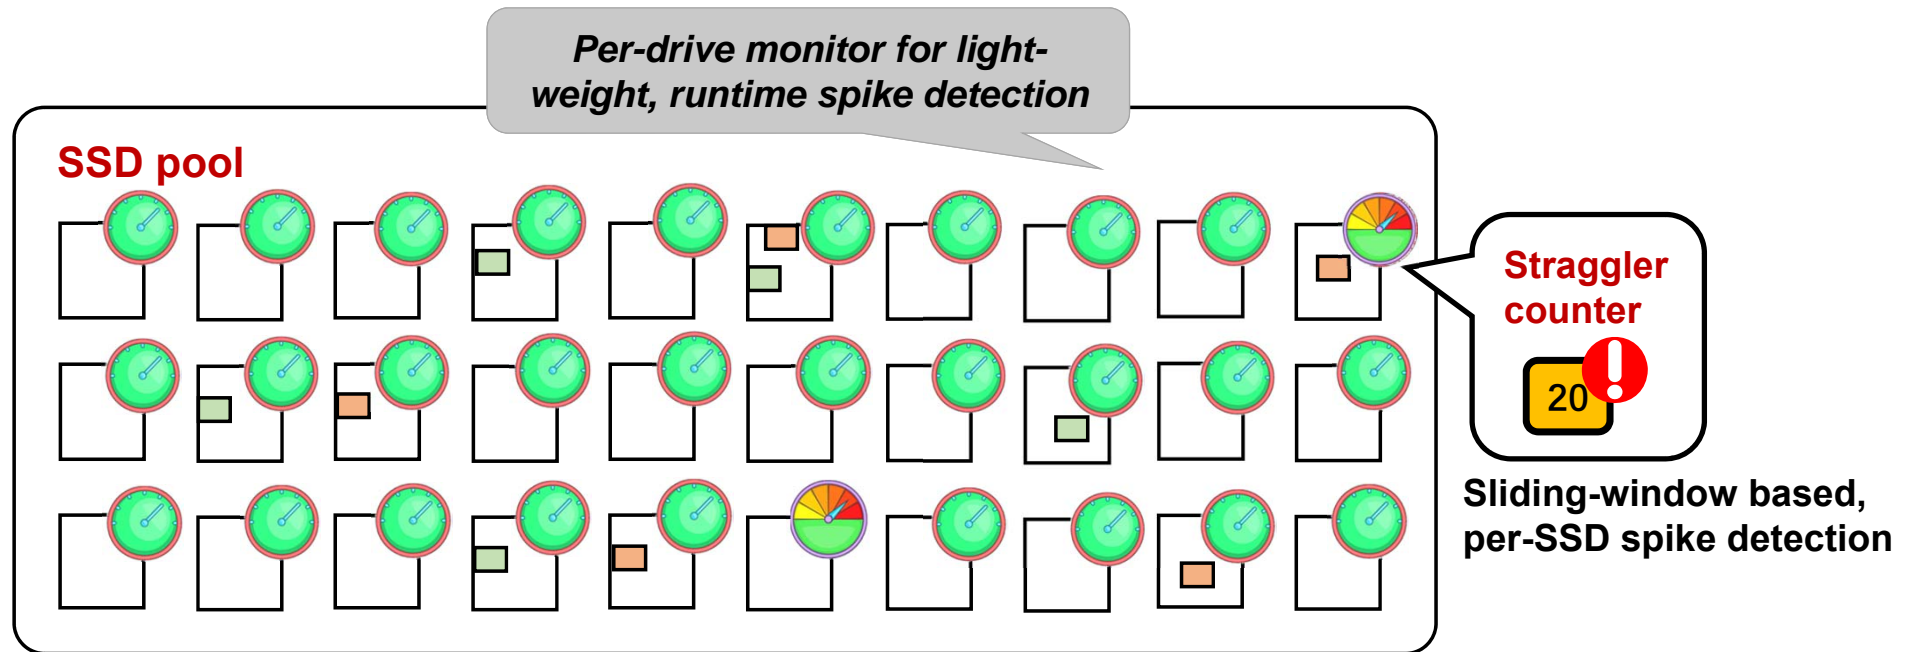 Per-drive monitor for light-
weight, runtime spike detection
SSD pool
Straggler
counter
20
Sliding-window based,
per-SSD spike detection